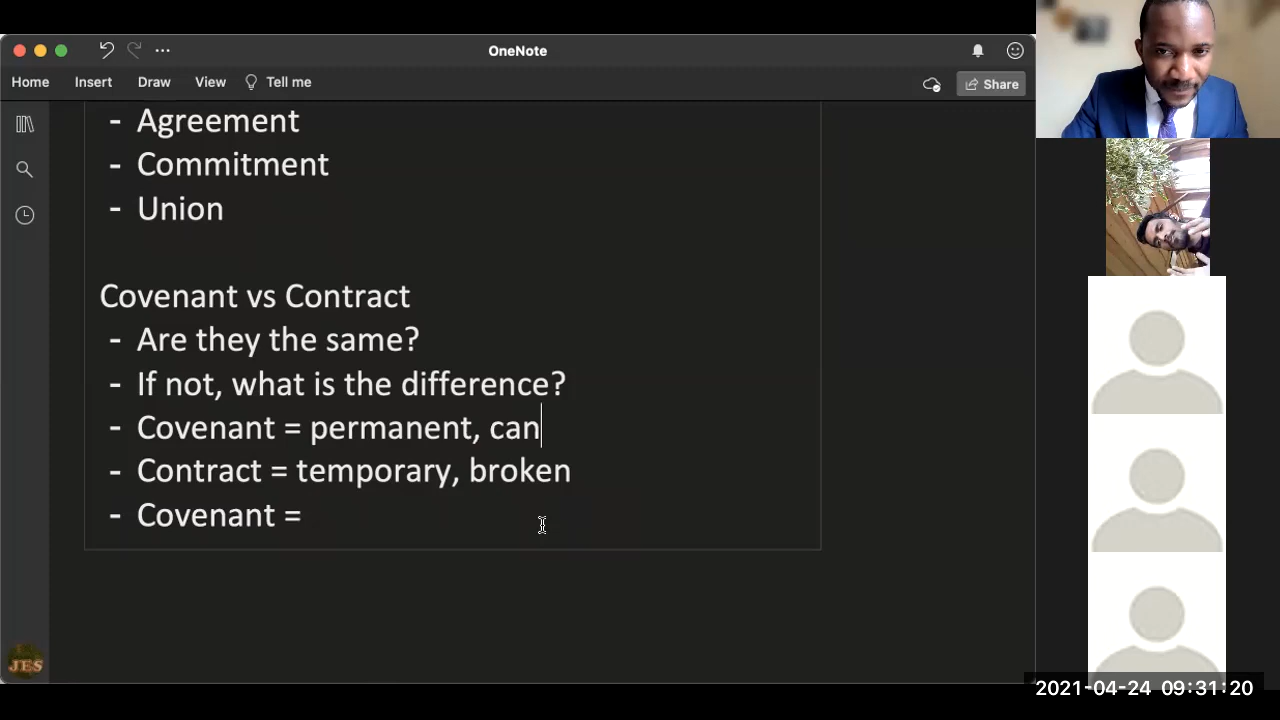 OneNote
Home Insert Draw View Tell me Share
- Agreement
- Commitment
- Union
Covenant vs Contract
- Are they the same?
- If not, what is the difference?
- Covenant = permanent, can
- Contract = temporary, broken
- Covenant =
JES
2021-04-24 09:31:20